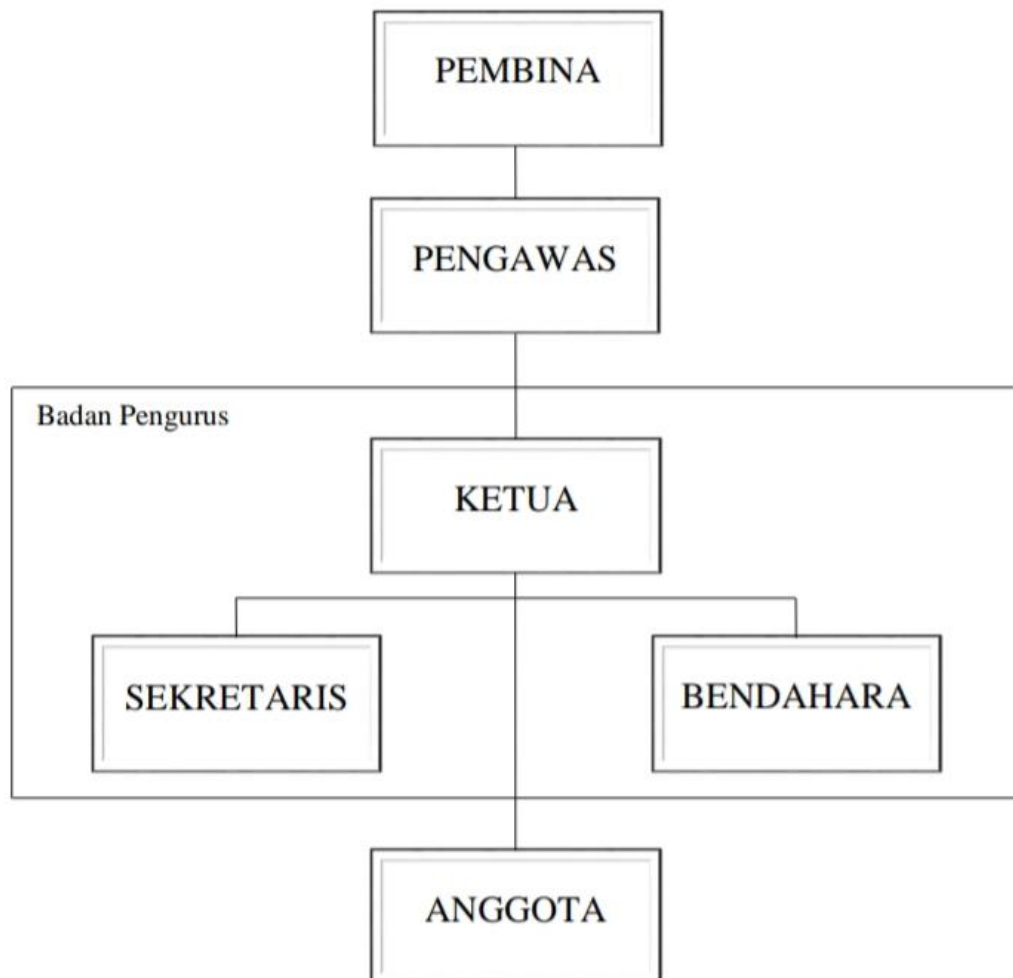 PEMBINA
PENGAWAS
Badan Pengurus
KETUA
SEKRETARIS
BENDAHARA
ANGGOTA